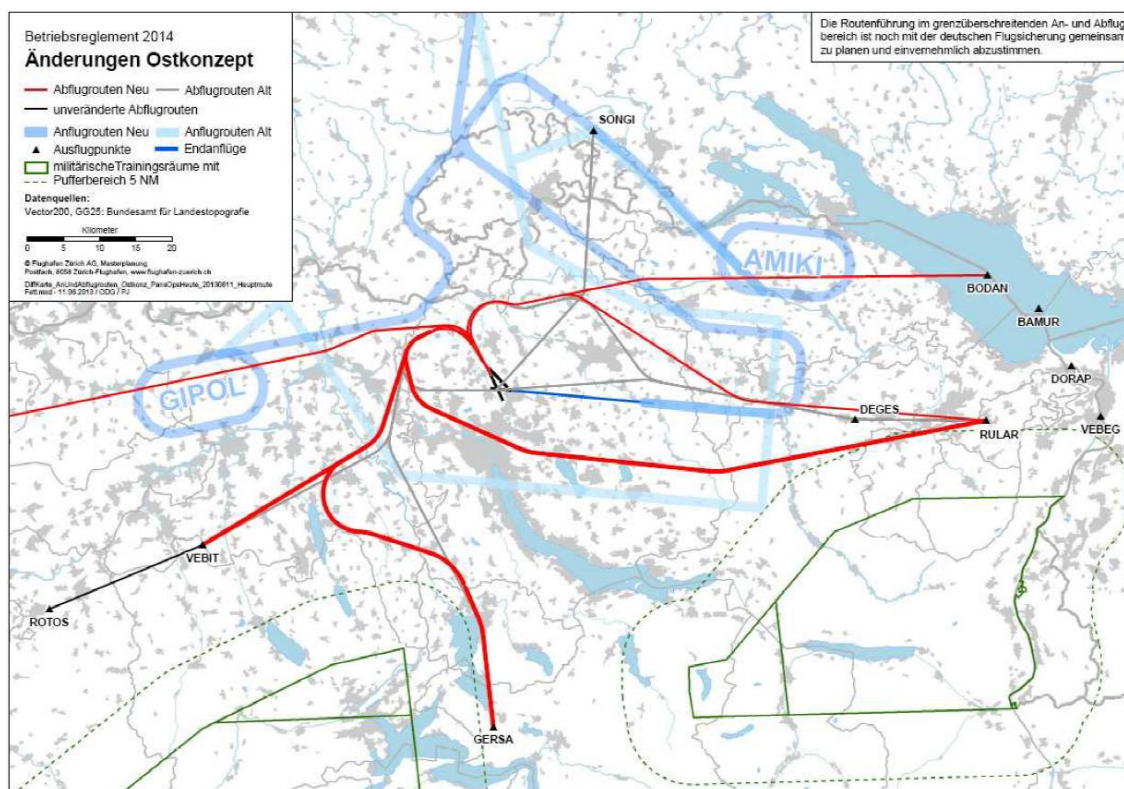 Betriebsreglement 2014
Änderungen Ostkonzept
Abflugrouten Neu Abflugrouten Alt
unveränderte Abflugrouten
Anflugrouten Neu Anflugrouten Alt
Ausflugpunkte Endanflüge
militärische Trainingsräume mit
Pufferbereich 5 NM
Datenquellen:
Vector200, GG25: Bundesamt für Landestopografie
Kilometer
0 5 10 15 20
© Flughafen Zürich AG, Masterplanung
Postfach, 8058 Zürich-Flughafen, www.flughafen-zuerich.ch
Die Routenführung im grenzüberschreitenden An- und Abflug
bereich ist noch mit der deutschen Flugsicherung gemeinsam
zu planen und einvernehmlich abzustimmen.
SONGI
AMIKI
BODAN
BAMUR
DORAP
GIPOL
DEGES
RULAR
VEBEG
VEBIT
ROTOS
GERSA